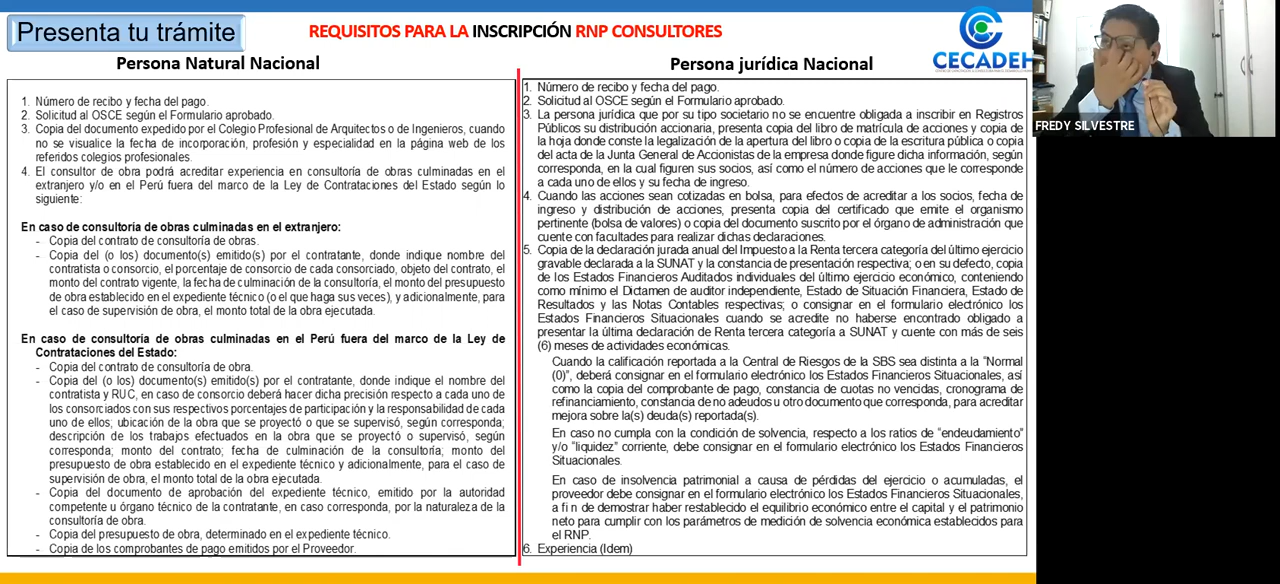 Presenta tu trámite
REQUISITOS PARA LA INSCRIPCIÓN RNP CONSULTORES
CECADEH
FREDY SILVESTRE
Persona Natural Nacional
1. Número de recibo y fecha del pago.
2. Solicitud al OSCE según el Formulario aprobado.
3. Copia del documento expedido por el Colegio Profesional de Arquitectos o de Ingenieros, cuando
no se visualice la fecha de incorporación, profesión y especialidad en la página web de los
referidos colegios profesionales.
4. El consultor de obra podrá acreditar experiencia en consultoría de obras culminadas en el
extranjero y/o en el Perú fuera del marco de la Ley de Contrataciones del Estado según lo
siguiente:
En caso de consultoría de obras culminadas en el extranjero:
- Copia del contrato de consultoría de obras.
- Copia del (o los) documento(s) emitido(s) por el contratante, donde indique nombre del
contratista o consorcio, el porcentaje de consorcio de cada consorciado, objeto del contrato, el
monto del contrato vigente, la fecha de culminación de la consultoría, el monto del presupuesto
de obra establecido en el expediente técnico (o el que haga sus veces), y adicionalmente, para
el caso de supervisión de obra, el monto total de la obra ejecutada.
En caso de consultoría de obras culminadas en el Perú fuera del marco de la Ley de
Contrataciones del Estado:
- Copia del contrato de consultoría de obra.
- Copia del (o los) documento(s) emitido(s) por el contratante, donde indique el nombre del
contratista y RUC, en caso de consorcio deberá hacer dicha precisión respecto a cada uno de
los consorciados con sus respectivos porcentajes de participación y la responsabilidad de cada
uno de ellos; ubicación de la obra que se proyectó o que se supervisó, según corresponda;
descripción de los trabajos efectuados en la obra que se proyectó o supervisó, según
corresponda; monto del contrato; fecha de culminación de la consultoría; monto del
presupuesto de obra establecido en el expediente técnico y adicionalmente, para el caso de
supervisión de obra, el monto total de la obra ejecutada.
- Copia del documento de aprobación del expediente técnico, emitido por la autoridad
competente u órgano técnico de la contratante, en caso corresponda, por la naturaleza de la
consultoría de obra.
- Copia del presupuesto de obra, determinado en el expediente técnico.
- Copia de los comprobantes de pago emitidos por el Proveedor.
Persona jurídica Nacional
1. Número de recibo y fecha del pago.
2. Solicitud al OSCE según el Formulario aprobado.
3. La persona jurídica que por su tipo societario no se encuentre obligada a inscribir en Registros
Públicos su distribución accionaria, presenta copia del libro de matrícula de acciones y copia de
la hoja donde conste la legalización de la apertura del libro o copia de la escritura pública o copia
del acta de la Junta General de Accionistas de la empresa donde figure dicha información, según
corresponda, en la cual figuren sus socios, así como el número de acciones que le corresponde
a cada uno de ellos y su fecha de ingreso.
4. Cuando las acciones sean cotizadas en bolsa, para efectos de acreditar a los socios, fecha de
ingreso y distribución de acciones, presenta copia del certificado que emite el organismo
pertinente (bolsa de valores) o copia del documento suscrito por el órgano de administración que
cuente con facultades para realizar dichas declaraciones.
5. Copia de la declaración jurada anual del Impuesto a la Renta tercera categoría del último ejercicio
gravable declarada a la SUNAT y la constancia de presentación respectiva; o en su defecto, copia
de los Estados Financieros Auditados individuales del último ejercicio económico, conteniendo
como mínimo el Dictamen de auditor independiente, Estado de Situación Financiera, Estado de
Resultados y las Notas Contables respectivas; o consignar en el formulario electrónico los
Estados Financieros Situacionales cuando se acredite no haberse encontrado obligado a
presentar la última declaración de Renta tercera categoría a SUNAT y cuente con más de seis
(6) meses de actividades económicas.
Cuando la calificación reportada a la Central de Riesgos de la SBS sea distinta a la "Normal
(0)", deberá consignar en el formulario electrónico los Estados Financieros Situacionales, así
como la copia del comprobante de pago, constancia de cuotas no vencidas, cronograma de
refinanciamiento, constancia de no adeudos u otro documento que corresponda, para acreditar
mejora sobre la(s) deuda(s) reportada(s).
En caso no cumpla con la condición de solvencia, respecto a los ratios de "endeudamiento"
y/o "liquidez" corriente, debe consignar en el formulario electrónico los Estados Financieros
Situacionales.
En caso de insolvencia patrimonial a causa de pérdidas del ejercicio o acumuladas, el
proveedor debe consignar en el formulario electrónico los Estados Financieros Situacionales,
a fi n de demostrar haber restablecido el equilibrio económico entre el capital y el patrimonio
neto para cumplir con los parámetros de medición de solvencia económica establecidos para
el RNP.
6. Experiencia (Idem)